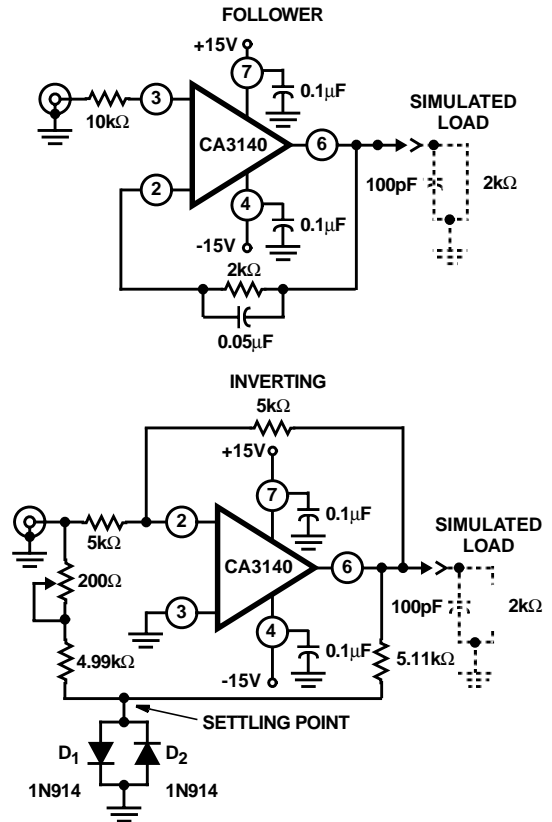 FOLLOWER
+15V
7
0.1μF
3
10kΩ
CA3140
6
SIMULATED
LOAD
100pF
2kΩ
2
4
0.1μF
-15V
2kΩ
0.05μF
INVERTING
5kΩ
+15V
7
0.1μF
2
5kΩ
200Ω
CA3140
6
SIMULATED
LOAD
100pF
2kΩ
3
4
0.1μF
5.11kΩ
4.99kΩ
-15V
SETTLING POINT
D1
D2
1N914
1N914